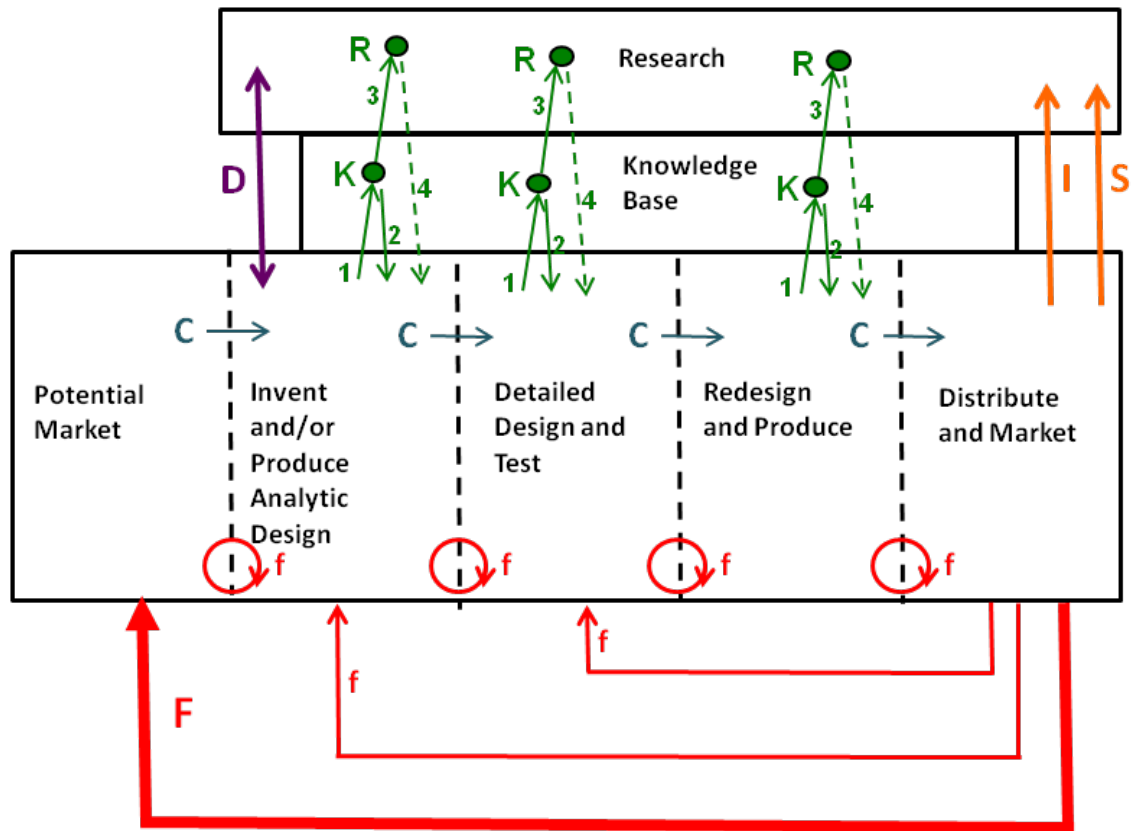 R
R
R
Research
3
3
3
D
K
K
K
Knowledge
Base
4
4
4
I
S
2
2
2
1
1
1
C
C
C
C
Potential
Market
Invent
and/or
Produce
Analytic
Design
Detailed
Design and
Test
Redesign
and Produce
Distribute
and Market
f
f
f
f
f
f
F